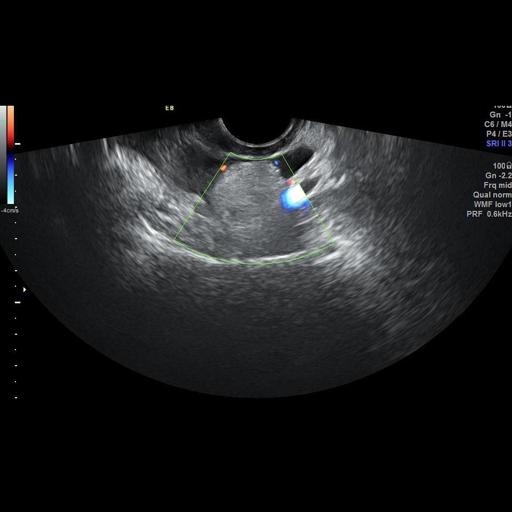 EB
Gn -1
C6 / M4
P4 / E3
SRI II 3
100
Gn -2.2
Frq mid
Qual norm
WMF low1
PRF 0.6kHz
-4cm/s